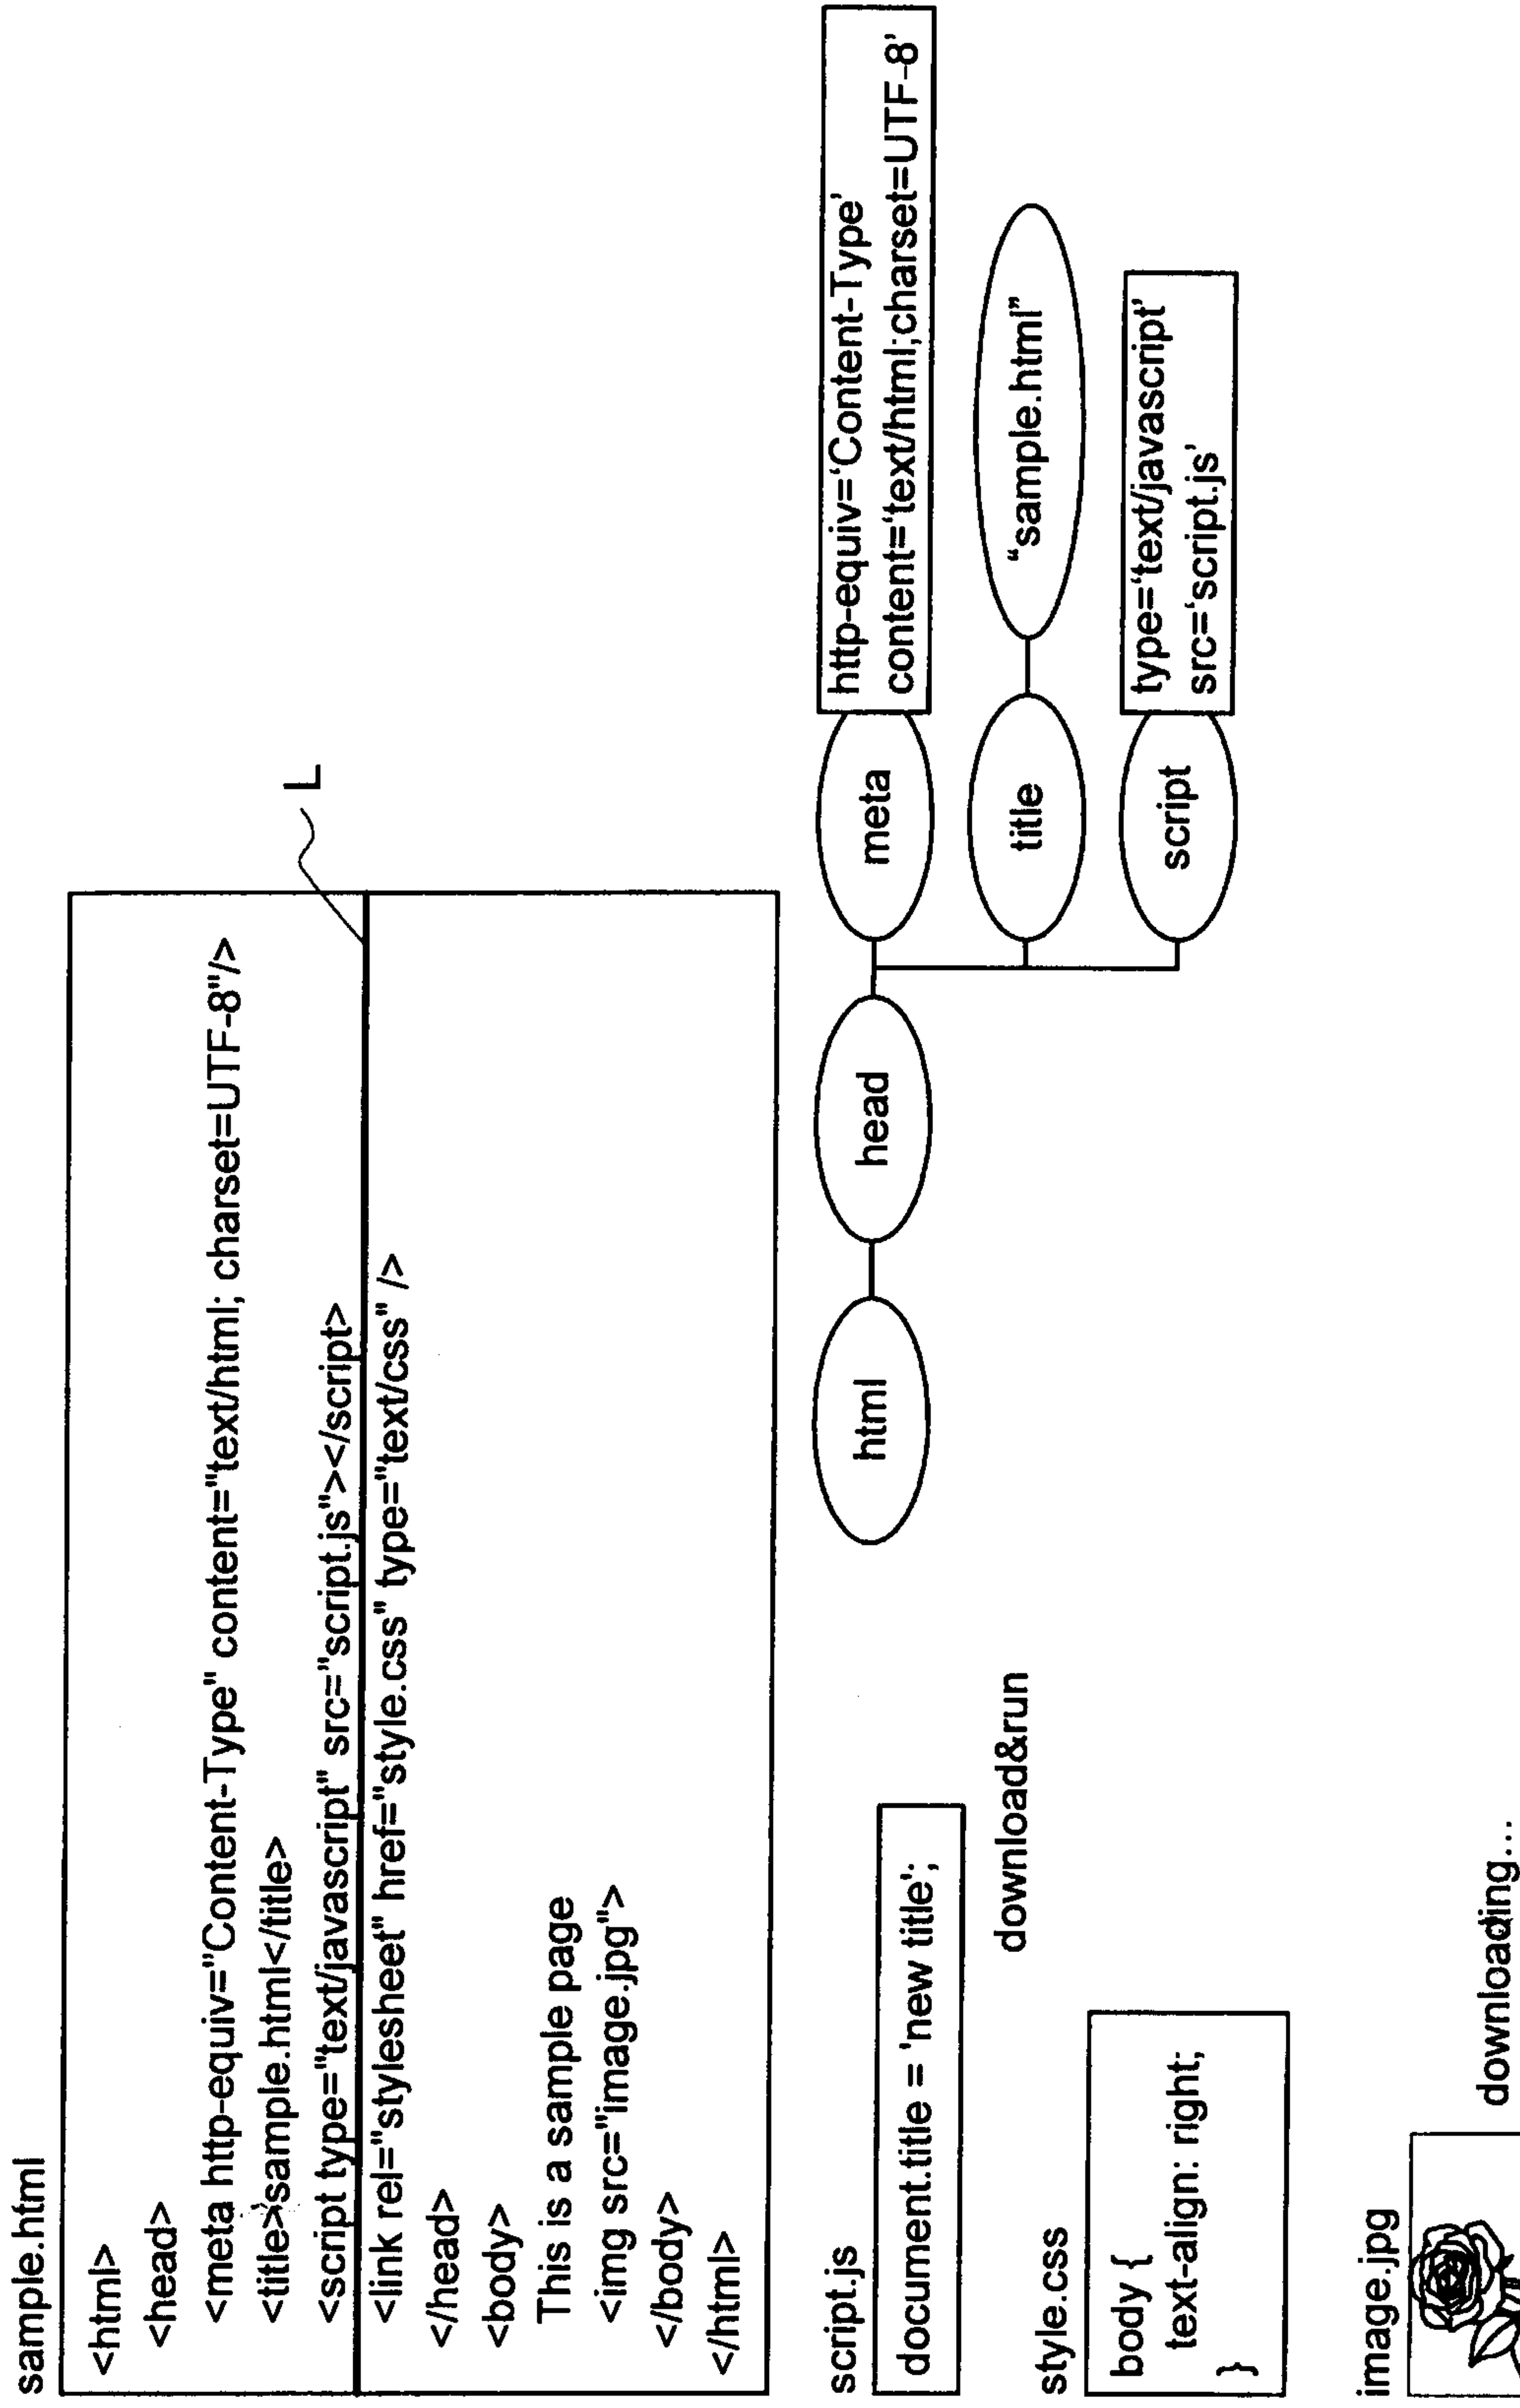 sample.html
<html>
<head>
<meta http-equiv="Content-Type" content="text/html; charset=UTF-8"/>
<title>sample.html</title>
<script type="text/javascript" src="script.js"></script>
<link rel="stylesheet" href="style.css" type="text/css" />
</head>
<body>
This is a sample page
<img src="image.jpg">
</body>
</html>
L
script.js
document.title = 'new title';
download&run
style.css
body {
text-align: right;
}
image.jpg
downloading...
html
head
meta
http-equiv='Content-Type'
content='text/html;charset=UTF-8'
title
"sample.html"
script
type='text/javascript'
src='script.js'